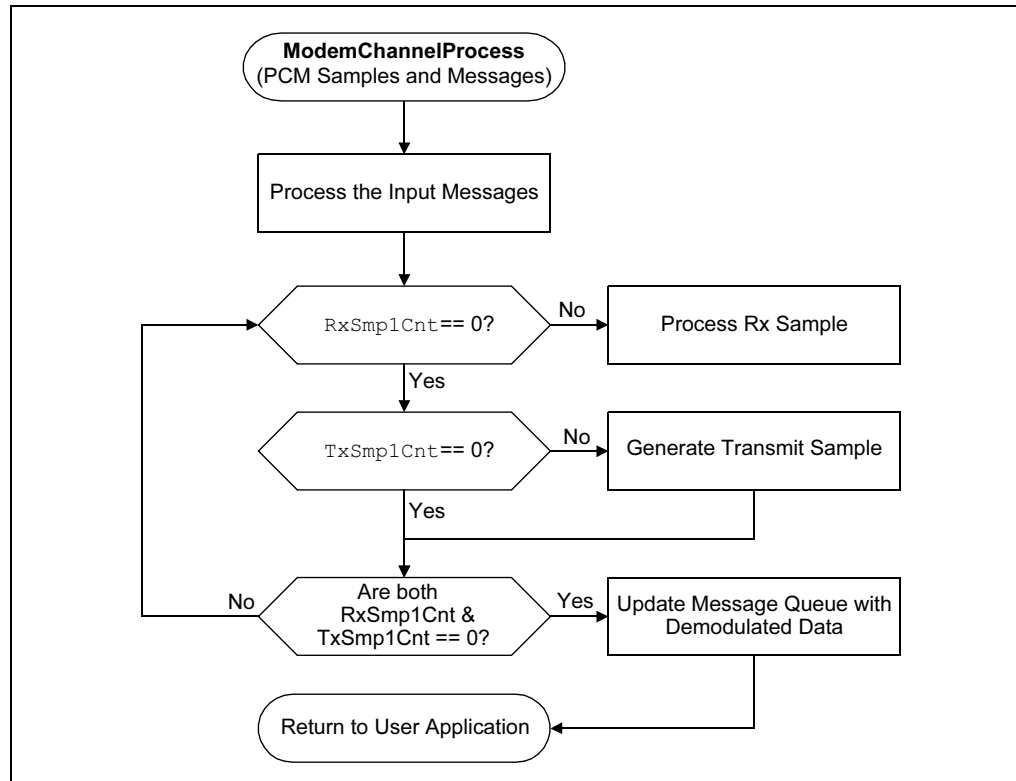 ModemChannelProcess
(PCM Samples and Messages)
Process the Input Messages
RxSmp1Cnt == 0?
No
Process Rx Sample
Yes
TxSmp1Cnt == 0?
No
Generate Transmit Sample
Yes
Are both
RxSmp1Cnt &
TxSmp1Cnt == 0?
No
Yes
Update Message Queue with
Demodulated Data
Return to User Application